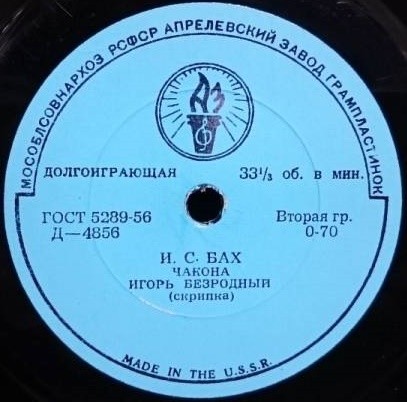 МОСОБЛСОВНАРХОЗ РСФСР АПРЕЛЕВСКИЙ ЗАВОД ГРАМПЛАСТИНОК
АЗ
ДОЛГОИГРАЮЩАЯ 33⅓ об. в мин.
ГОСТ 5289-56 Вторая гр.
Д—4856 0-70
И. С. БАХ
ЧАКОНА
ИГОРЬ БЕЗРОДНЫЙ
(скрипка)
MADE IN THE U.S.S.R.